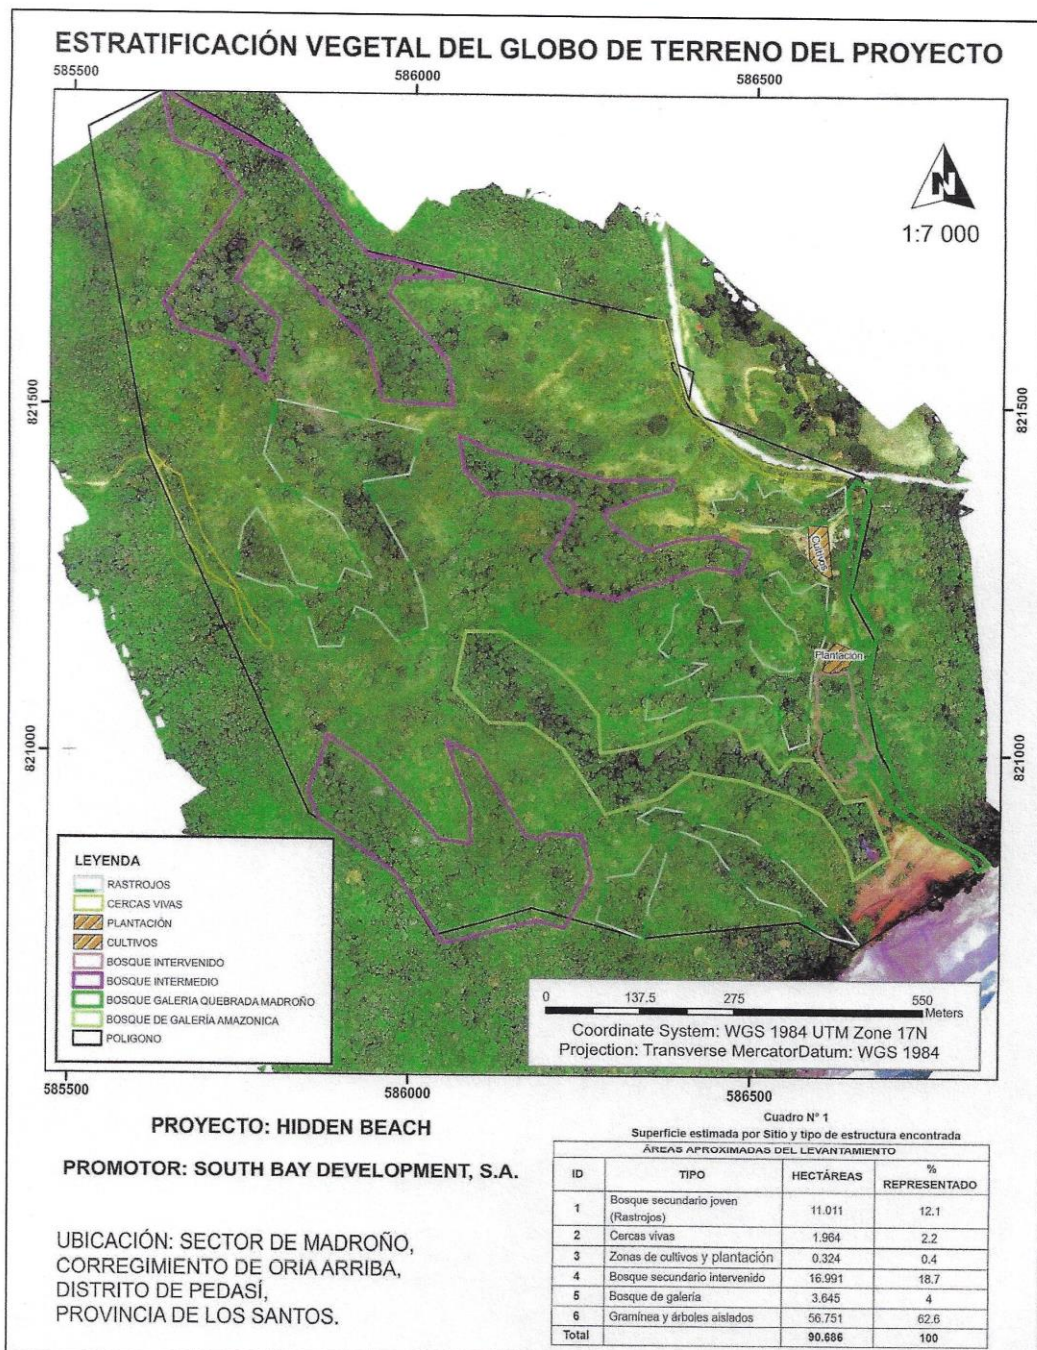 ESTRATIFICACIÓN VEGETAL DEL GLOBO DE TERRENO DEL PROYECTO
585500
586000
586500
N
1:7 000
821500
821500
Cultivos
Plantación
821000
821000
LEYENDA
RASTROJOS
CERCAS VIVAS
PLANTACIÓN
CULTIVOS
BOSQUE INTERVENIDO
BOSQUE INTERMEDIO
BOSQUE GALERIA QUEBRADA MADROÑO
BOSQUE DE GALERÍA AMAZONICA
POLIGONO
0 137.5 275 550
Meters
Coordinate System: WGS 1984 UTM Zone 17N
Projection: Transverse MercatorDatum: WGS 1984
585500
586000
586500
PROYECTO: HIDDEN BEACH
PROMOTOR: SOUTH BAY DEVELOPMENT, S.A.
UBICACIÓN: SECTOR DE MADROÑO,
CORREGIMIENTO DE ORIA ARRIBA,
DISTRITO DE PEDASÍ,
PROVINCIA DE LOS SANTOS.
Cuadro N° 1
Superficie estimada por Sitio y tipo de estructura encontrada
ÁREAS APROXIMADAS DEL LEVANTAMIENTO
ID TIPO HECTÁREAS % REPRESENTADO
1 Bosque secundario joven (Rastrojos) 11.011 12.1
2 Cercas vivas 1.964 2.2
3 Zonas de cultivos y plantación 0.324 0.4
4 Bosque secundario intervenido 16.991 18.7
5 Bosque de galería 3.645 4
6 Gramínea y árboles aislados 56.751 62.6
Total 90.686 100